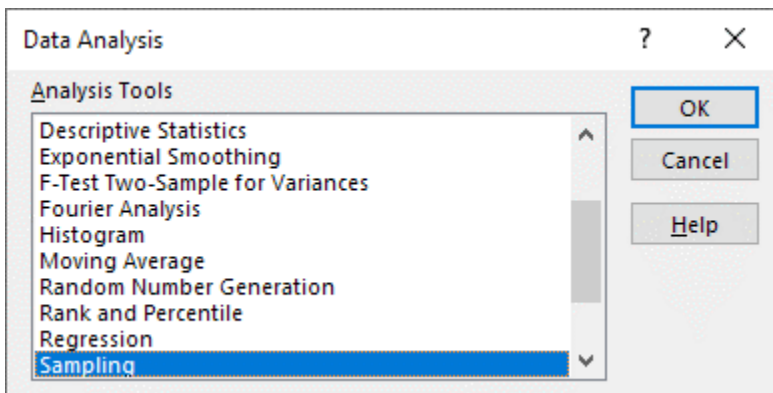 Data Analysis
?
Analysis Tools
Descriptive Statistics
Exponential Smoothing
F-Test Two-Sample for Variances
Fourier Analysis
Histogram
Moving Average
Random Number Generation
Rank and Percentile
Regression
Sampling
OK
Cancel
Help